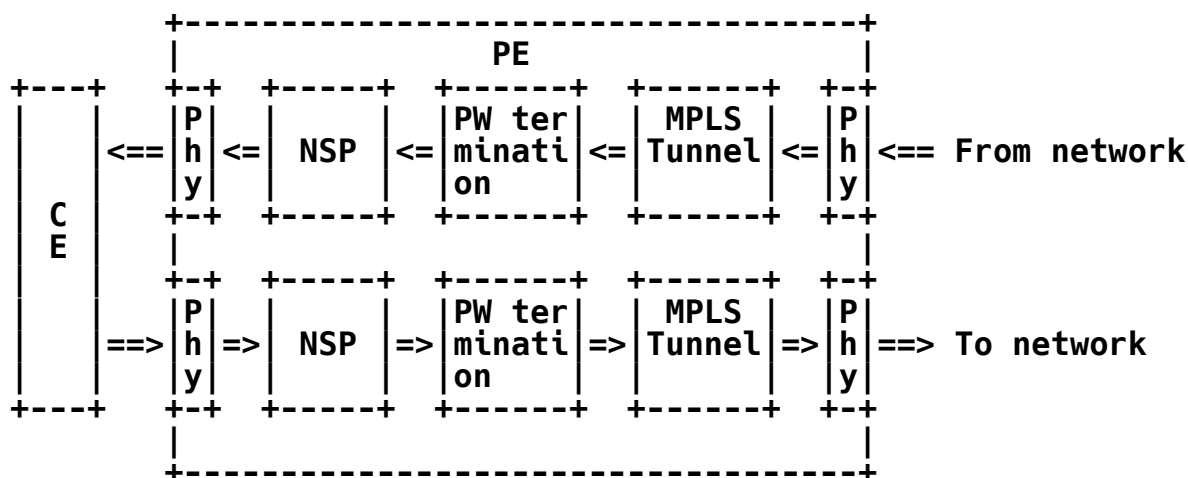 +------------------------------------+
| PE |
+---+ +-+ +-----+ +------+ +------+ +-+
| | |P| | | |PW ter| | MPLS | |P|
| |<==|h|<=| NSP |<=|minati|<=|Tunnel|<=|h|<== From network
| | |y| | | |on | | | |y|
| C | +-+ +-----+ +------+ +------+ +-+
| E | | |
| | +-+ +-----+ +------+ +------+ +-+
| | |P| | | |PW ter| | MPLS | |P|
| |==>|h|=>| NSP |=>|minati|=>|Tunnel|=>|h|==> To network
| | |y| | | |on | | | |y|
+---+ +-+ +-----+ +------+ +------+ +-+
| |
+------------------------------------+